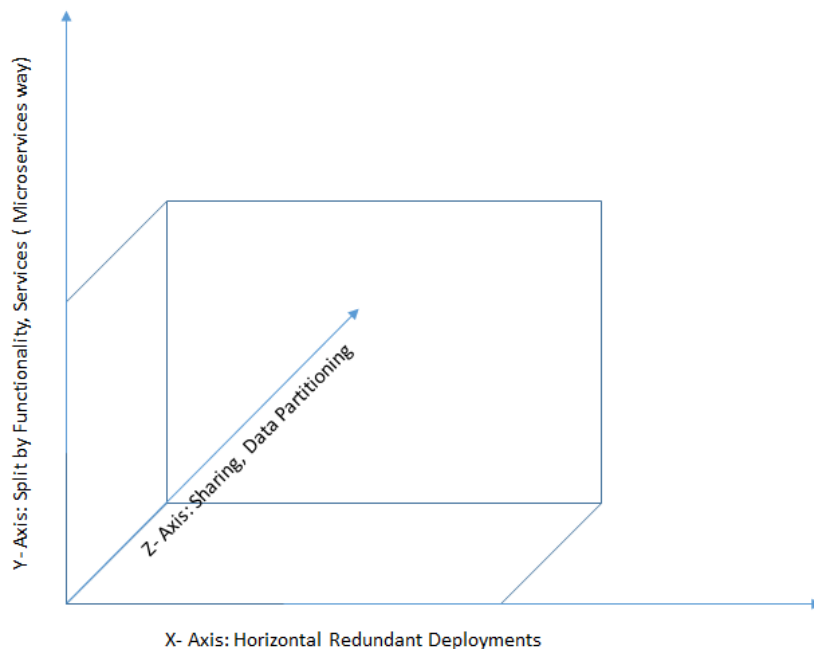 Y- Axis: Split by Functionality, Services ( Microservices way)
Z- Axis: Sharing, Data Partitioning
X- Axis: Horizontal Redundant Deployments